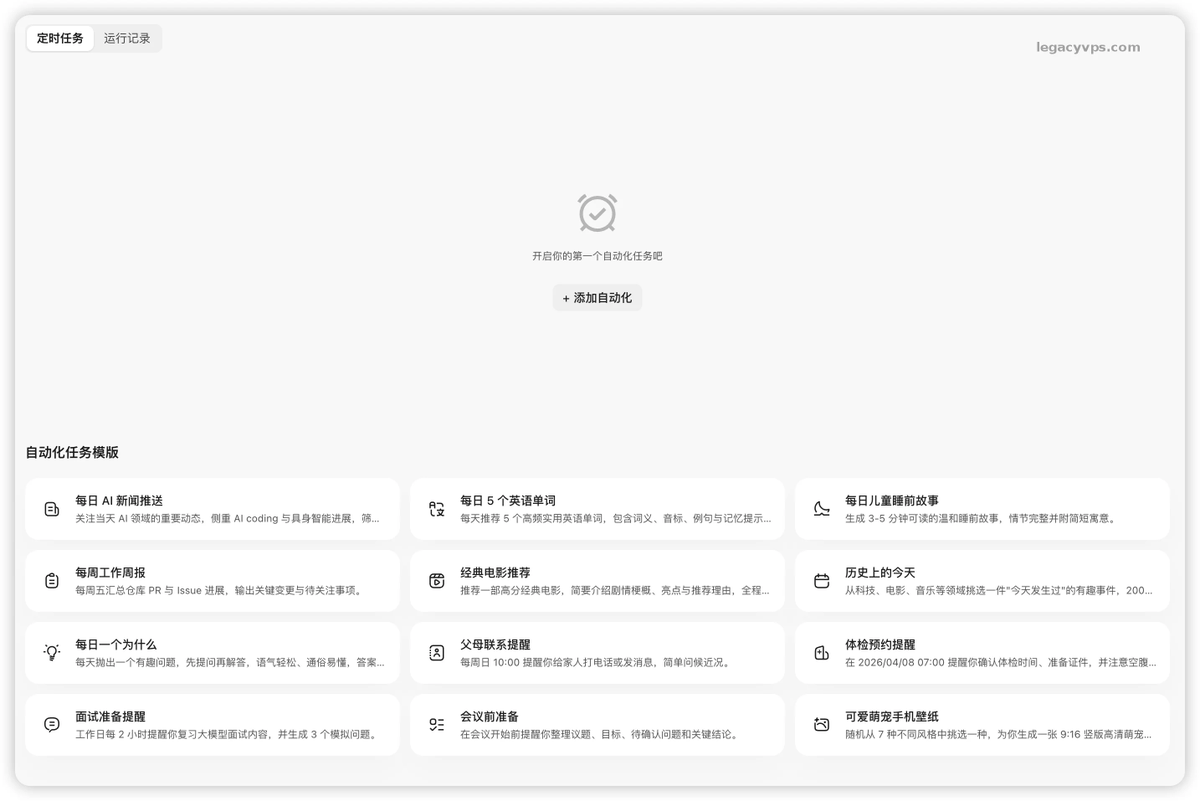 定时任务
运行记录
legacyvps.com
开启你的第一个自动化任务吧
+ 添加自动化
自动化任务模版
每日 AI 新闻推送
关注当天 AI 领域的重要动态，侧重 AI coding 与具身智能进展，筛...
每日 5 个英语单词
每天推荐 5 个高频实用英语单词，包含词义、音标、例句与记忆提示...
每日儿童睡前故事
生成 3-5 分钟可读的温和睡前故事，情节完整并附简短寓意。
每周工作周报
每周五汇总仓库 PR 与 Issue 进展，输出关键变更与待关注事项。
经典电影推荐
推荐一部高分经典电影，简要介绍剧情梗概、亮点与推荐理由，全程...
历史上的今天
从科技、电影、音乐等领域挑选一件“今天发生过”的有趣事件，200...
每日一个为什么
每天抛出一个有趣问题，先提问再解答，语气轻松、通俗易懂，答案...
父母联系提醒
每周日 10:00 提醒你给家人打电话或发消息，简单问候近况。
体检预约提醒
在 2026/04/08 07:00 提醒你确认体检时间、准备证件，并注意空腹...
面试准备提醒
工作日每 2 小时提醒你复习大模型面试内容，并生成 3 个模拟问题。
会议前准备
在会议开始前提醒你整理议题、目标、待确认问题和关键结论。
可爱萌宠手机壁纸
随机从 7 种不同风格中挑选一种，为你生成一张 9:16 竖版高清萌宠...